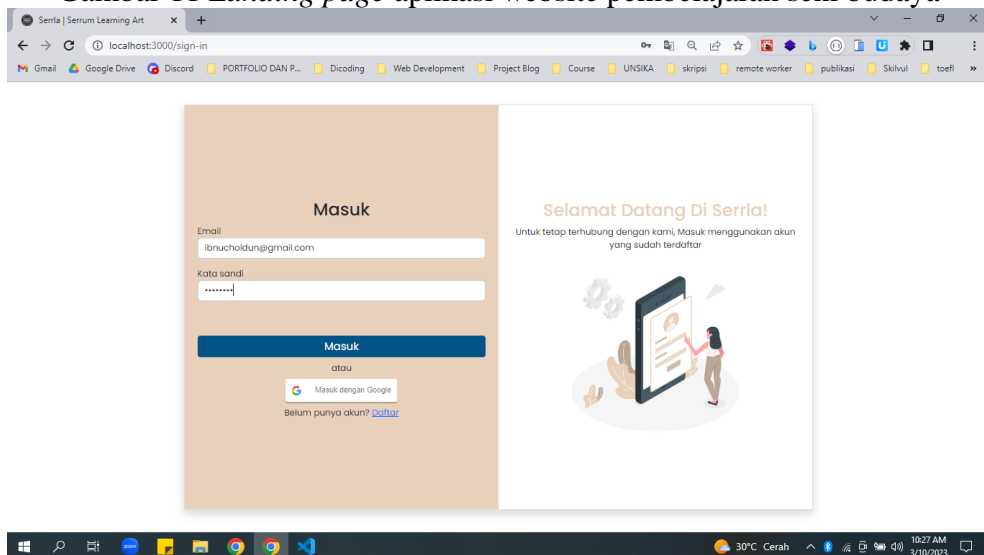 Gambar 11 Landing page aplikasi website pembelajaran seni budaya
Serrla | Serrum Learning Art
localhost:3000/sign-in
Gmail Google Drive Discord PORTFOLIO DAN P... Dicoding Web Development Project Blog Course UNSIKA skripsi remote worker publikasi Skilvul toefl »
Masuk
Email
ibnucholdun@gmail.com
Kata sandi
••••••••
Masuk
atau
Masuk dengan Google
Belum punya akun? Daftar
Selamat Datang Di Serrla!
Untuk tetap terhubung dengan kami, Masuk menggunakan akun
yang sudah terdaftar
zoom
30°C Cerah
10:27 AM
3/10/2023